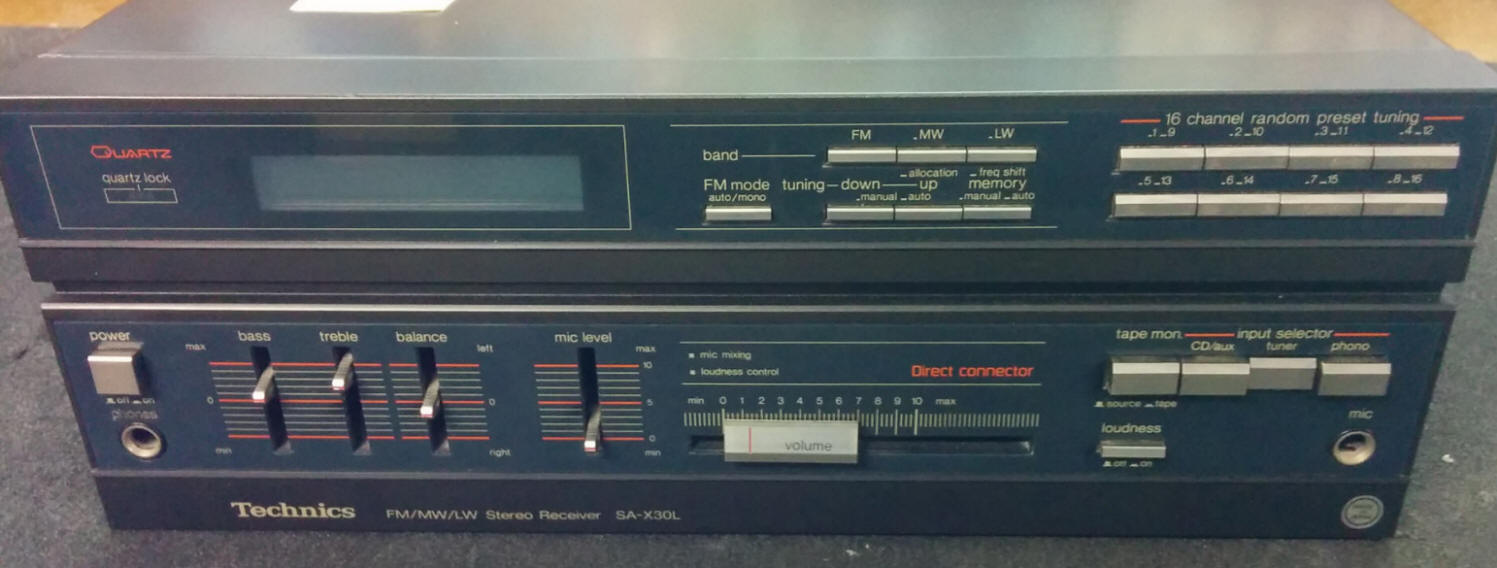 QUARTZ
quartz lock
FM MW LW
band
allocation freq shift
FM mode tuning down up memory
auto/mono manual auto manual auto
16 channel random preset tuning
1 9 2 10 3 11 4 12
5 13 6 14 7 15 8 16
power
off on
phones
bass treble balance
max left
0 0
min right
mic level
max
10
5
0
min
mic mixing
loudness control
Direct connector
min 0 1 2 3 4 5 6 7 8 9 10 max
volume
tape mon. input selector
CD/aux tuner phono
source tape
loudness
off on
mic
Technics FM/MW/LW Stereo Receiver SA-X30L